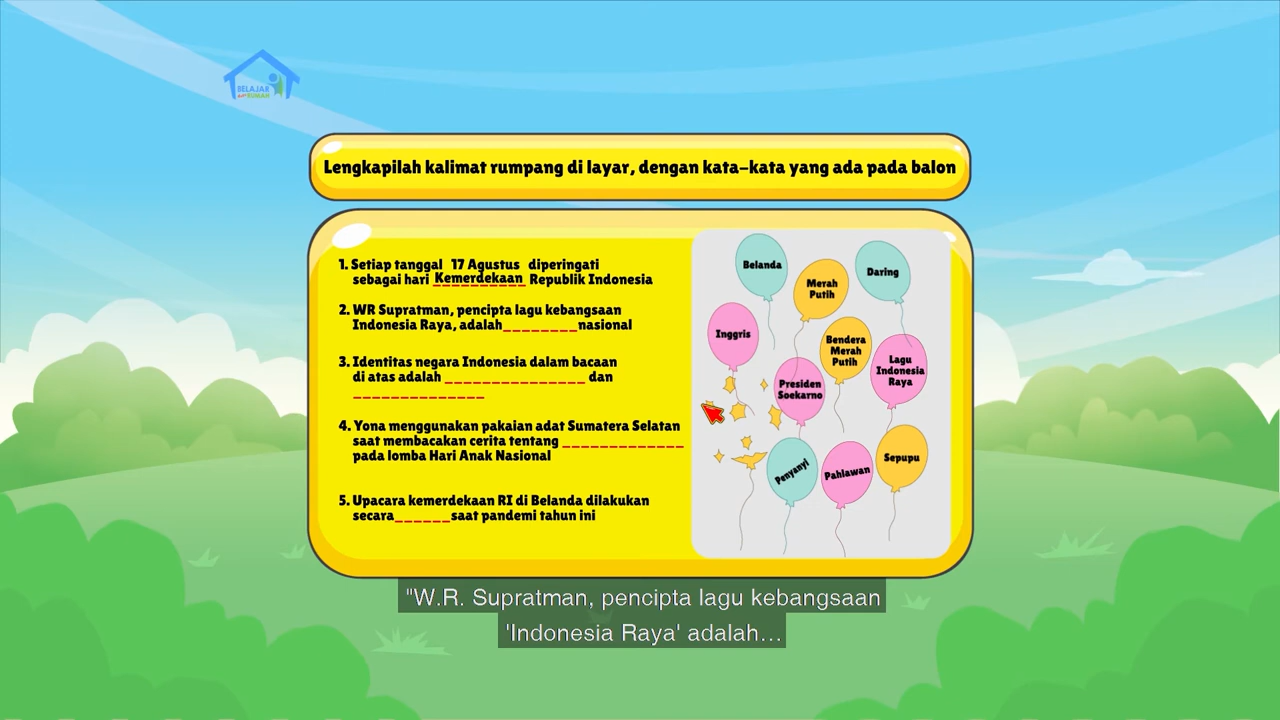 BELAJAR
DARI RUMAH
Lengkapilah kalimat rumpang di layar, dengan kata-kata yang ada pada balon
1. Setiap tanggal 17 Agustus diperingati
sebagai hari Kemerdekaan Republik Indonesia
2. WR Supratman, pencipta lagu kebangsaan
Indonesia Raya, adalah________nasional
3. Identitas negara Indonesia dalam bacaan
di atas adalah _______________ dan
______________
4. Yona menggunakan pakaian adat Sumatera Selatan
saat membacakan cerita tentang _____________
pada lomba Hari Anak Nasional
5. Upacara kemerdekaan RI di Belanda dilakukan
secara______saat pandemi tahun ini
Belanda
Merah
Putih
Daring
Inggris
Bendera
Merah
Putih
Lagu
Indonesia
Raya
Presiden
Soekarno
Penyanyi
Pahlawan
Sepupu
"W.R. Supratman, pencipta lagu kebangsaan
'Indonesia Raya' adalah...